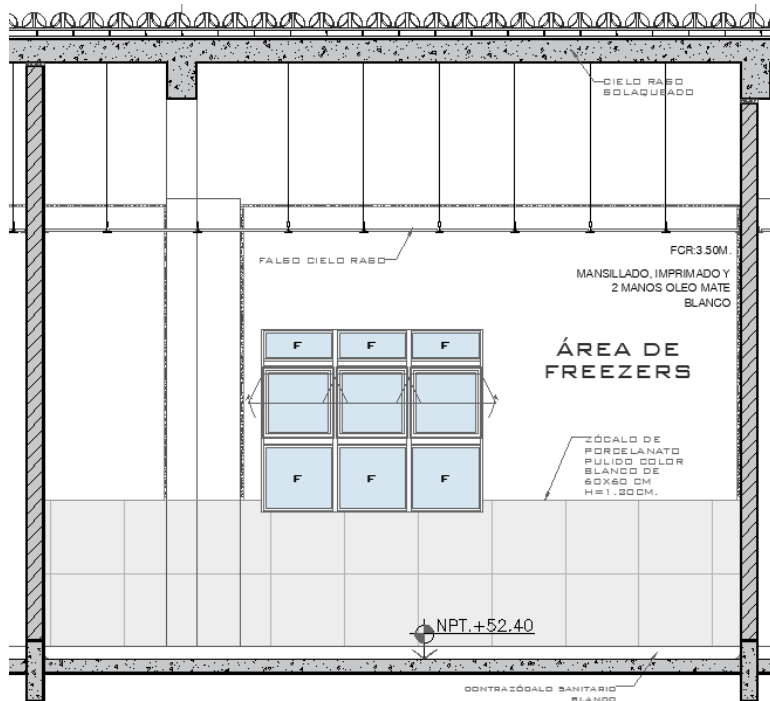 CIELO RASO
SOLAQUEADO
FALSO CIELO RASO
FCR:3.50M.
MANSILLADO, IMPRIMADO Y
2 MANOS OLEO MATE
BLANCO
F
F
F
ÁREA DE
FREEZERS
ZÓCALO DE
PORCELANATO
PULIDO COLOR
BLANCO DE
60X60 CM
H=1.20CM.
F
F
F
NPT.+52.40
CONTRAZÓCALO SANITARIO
BLANCO